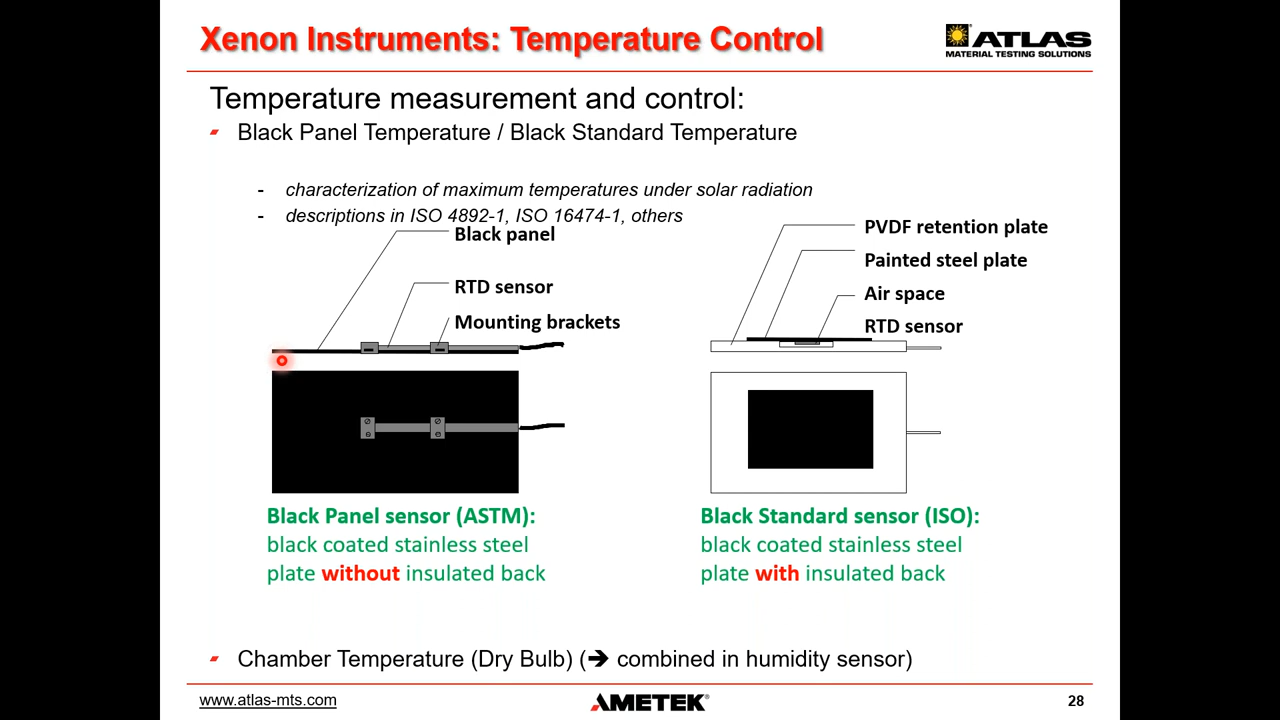 Xenon Instruments: Temperature Control
ATLAS
MATERIAL TESTING SOLUTIONS
Temperature measurement and control:
Black Panel Temperature / Black Standard Temperature
- characterization of maximum temperatures under solar radiation
- descriptions in ISO 4892-1, ISO 16474-1, others
Black panel
RTD sensor
Mounting brackets
PVDF retention plate
Painted steel plate
Air space
RTD sensor
Black Panel sensor (ASTM):
black coated stainless steel
plate without insulated back
Black Standard sensor (ISO):
black coated stainless steel
plate with insulated back
Chamber Temperature (Dry Bulb) (➔ combined in humidity sensor)
www.atlas-mts.com
AMETEK®
28